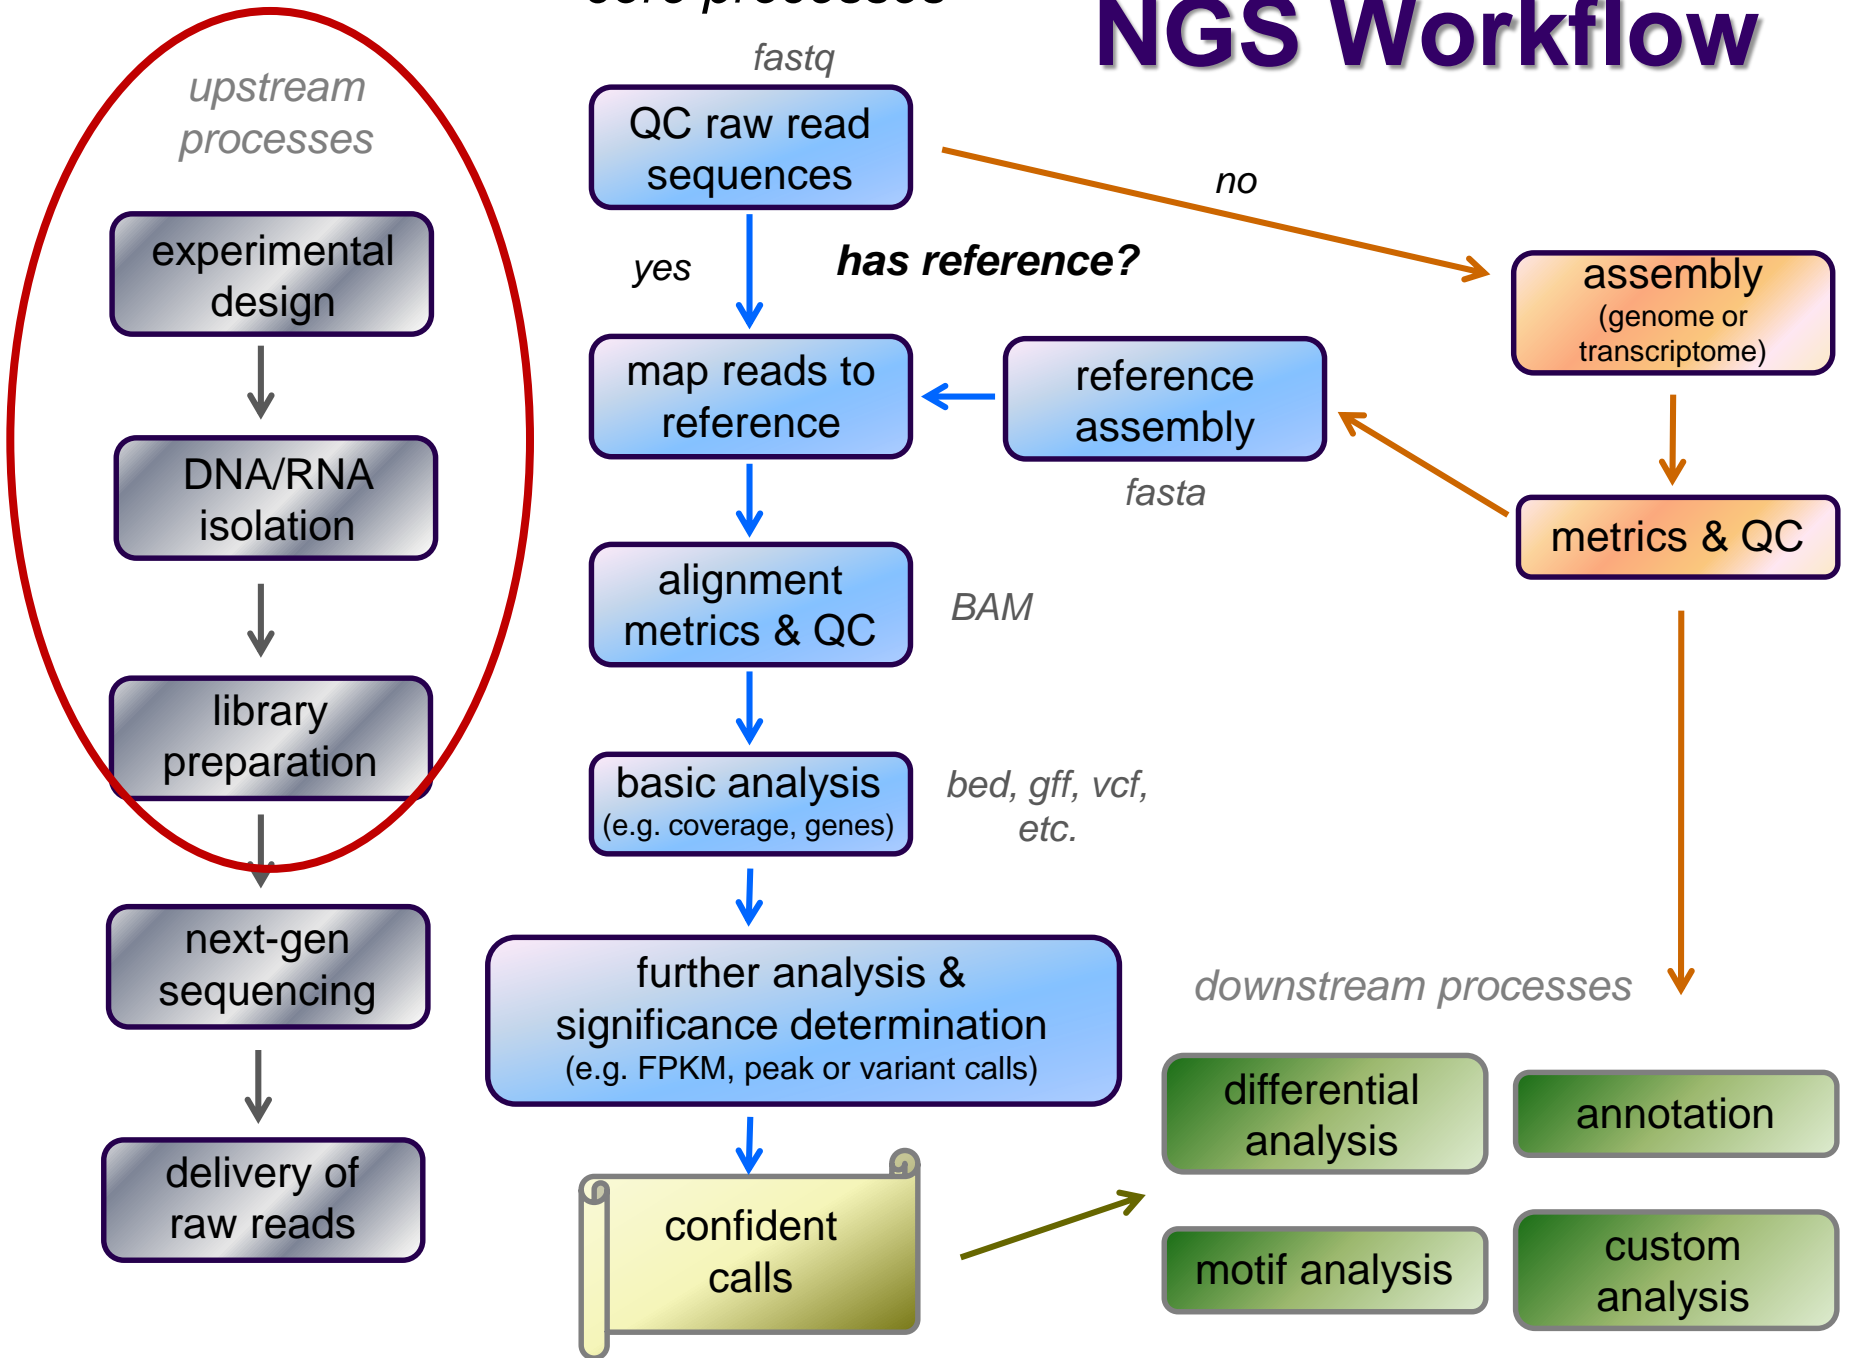 core processes
NGS Workflow
upstream
processes
experimental
design
DNA/RNA
isolation
library
preparation
next-gen
sequencing
delivery of
raw reads
fastq
QC raw read
sequences
no
yes
has reference?
map reads to
reference
reference
assembly
fasta
assembly
(genome or
transcriptome)
metrics & QC
alignment
metrics & QC
BAM
basic analysis
(e.g. coverage, genes)
bed, gff, vcf,
etc.
further analysis &
significance determination
(e.g. FPKM, peak or variant calls)
confident
calls
downstream processes
differential
analysis
annotation
motif analysis
custom
analysis